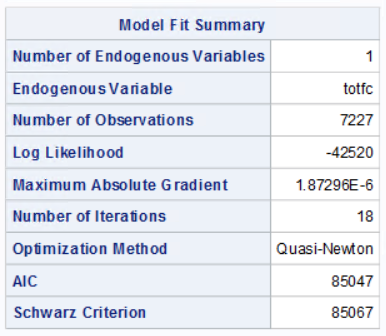 Model Fit Summary
Number of Endogenous Variables 1
Endogenous Variable totfc
Number of Observations 7227
Log Likelihood -42520
Maximum Absolute Gradient 1.87296E-6
Number of Iterations 18
Optimization Method Quasi-Newton
AIC 85047
Schwarz Criterion 85067